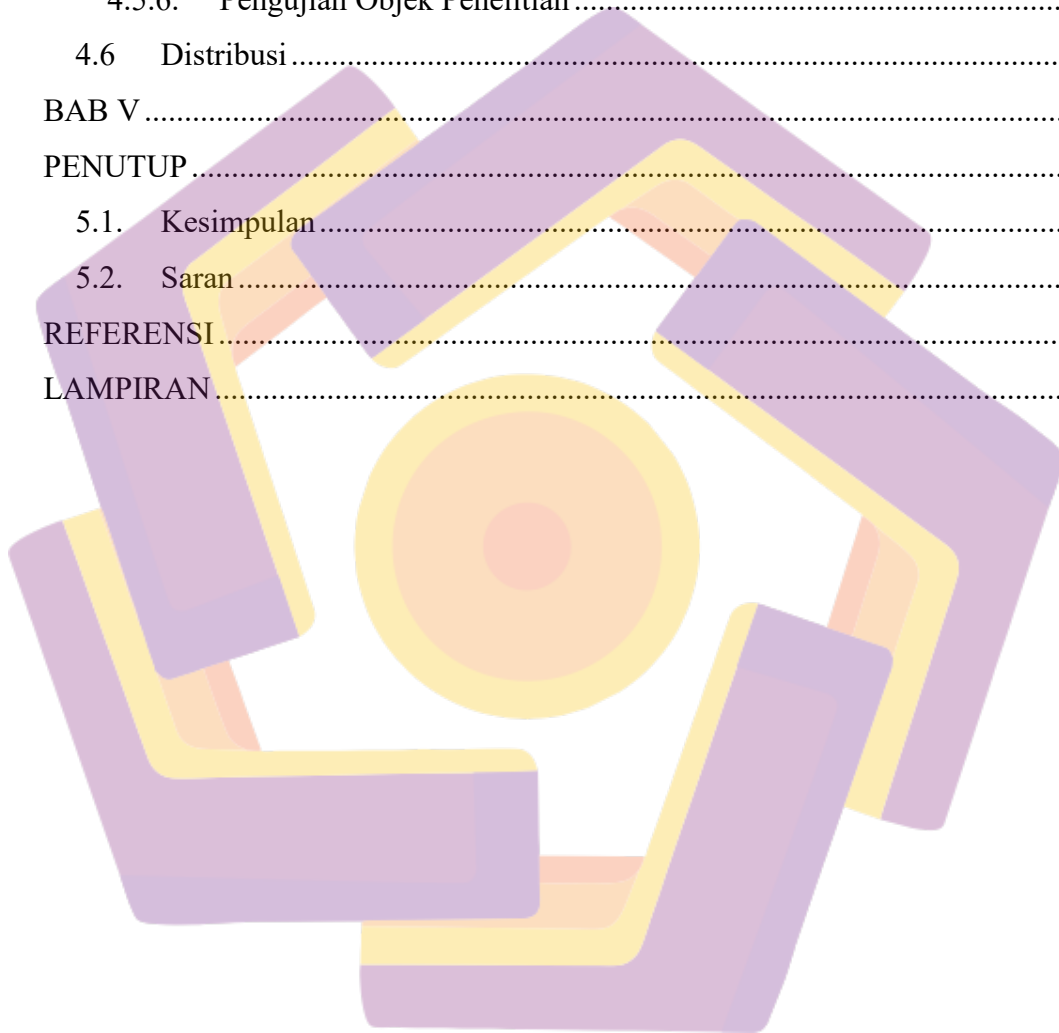 4.5.6. Pengujian Objek Penelitian........................................
4.6 Distribusi........................................
BAB V........................................
PENUTUP........................................
5.1. Kesimpulan........................................
5.2. Saran........................................
REFERENSI........................................
LAMPIRAN........................................